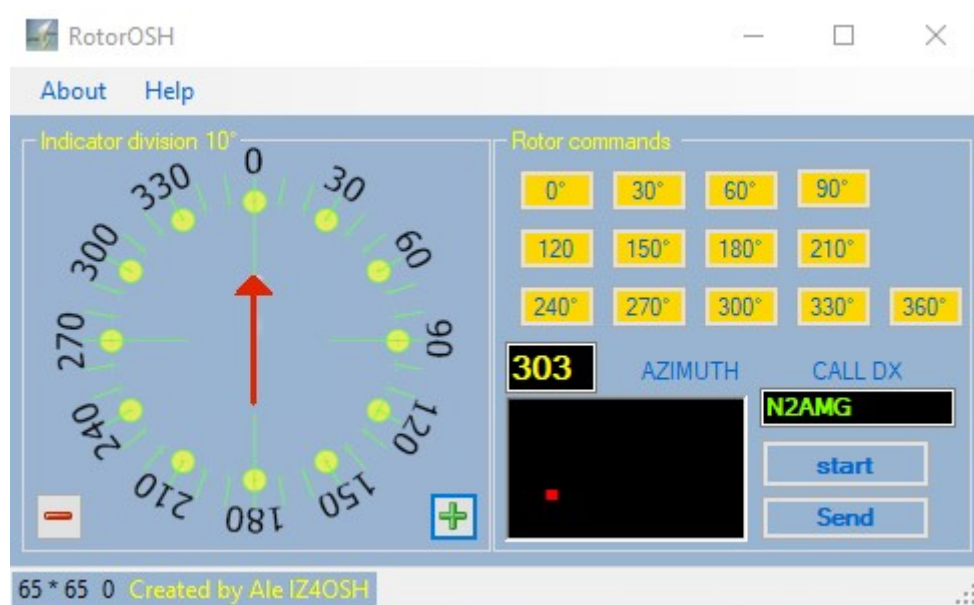 RotorOSH
About Help
Indicator division 10°
0
30
60
90
120
150
180
210
240
270
300
330
Rotor commands
0° 30° 60° 90°
120 150° 180° 210°
240° 270° 300° 330° 360°
303 AZIMUTH CALL DX
N2AMG
start
Send
65 * 65 0 Created by Ale IZ4OSH